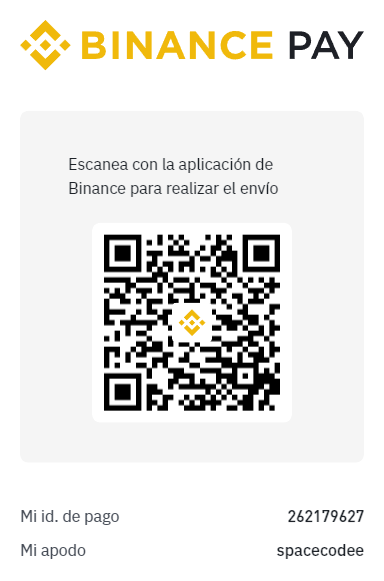 BINANCE PAY
Escanea con la aplicación de
Binance para realizar el envío
Mi id. de pago 262179627
Mi apodo spacecodee